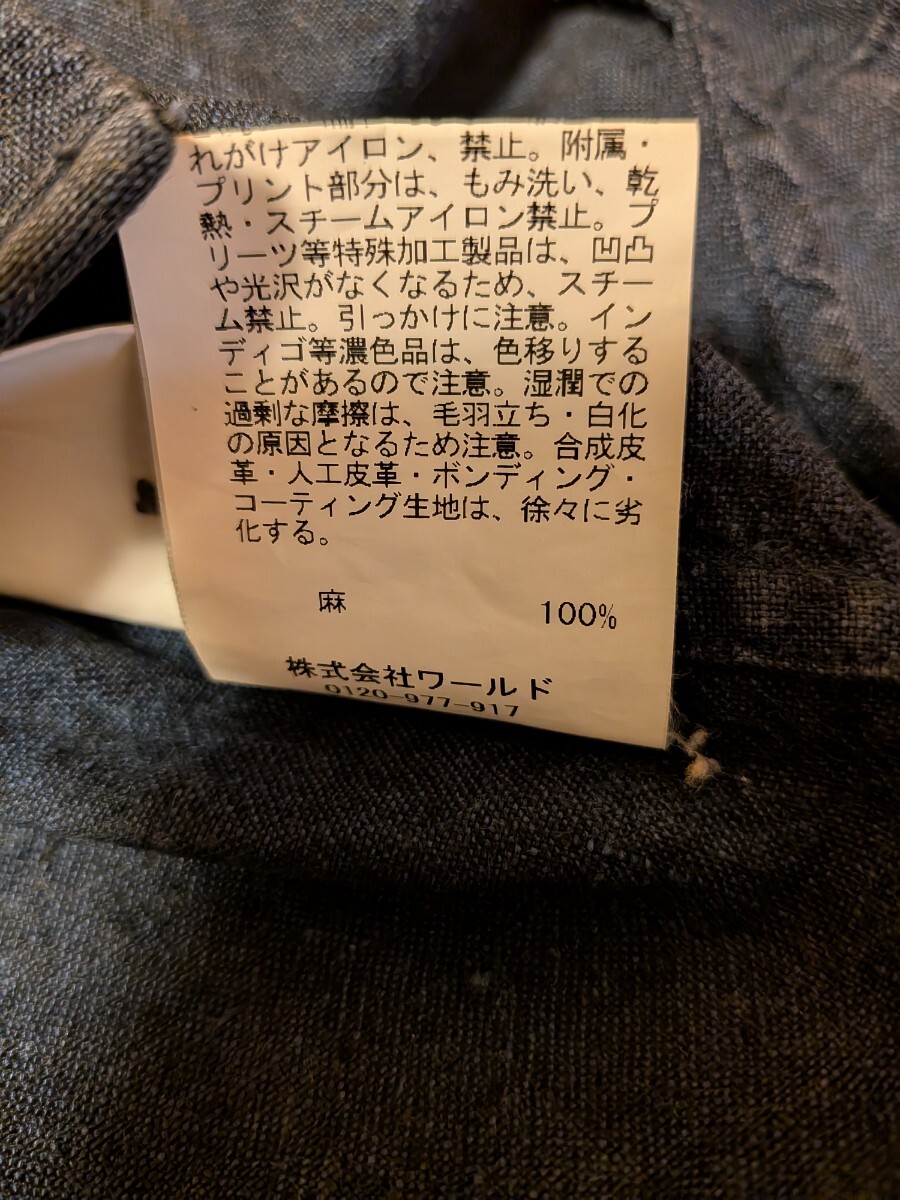 れがけアイロン、禁止。附属・
プリント部分は、もみ洗い、乾
熱・スチームアイロン禁止。プ
リーツ等特殊加工製品は、凹凸
や光沢がなくなるため、スチー
ム禁止。引っかけに注意。イン
ディゴ等濃色品は、色移りする
ことがあるので注意。湿潤での
過剰な摩擦は、毛羽立ち・白化
の原因となるため注意。合成皮
革・人工皮革・ボンディング・
コーティング生地は、徐々に劣
化する。
麻 100%
株式会社ワールド
0120-977-917